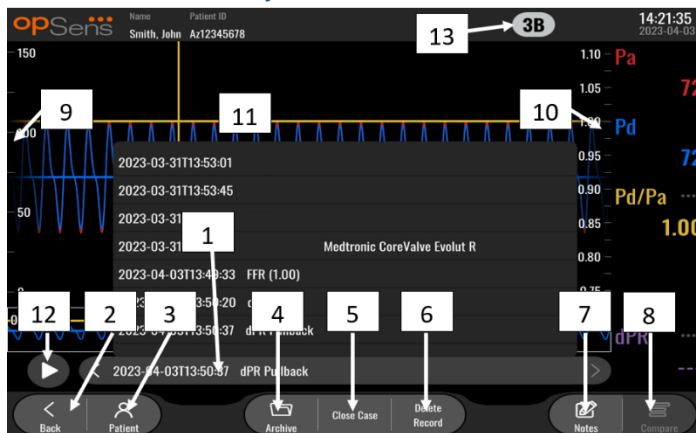 opSens
Name Patient ID
Smith, John Az12345678
13
3B
14:21:35
2023-04-03
150
1.10
Pa
1.05
72
9
11
10
100
1.00
Pd
2023-03-31T13:53:01
0.95
72
2023-03-31T13:53:45
0.90
Pd/Pa ---
50
2023-03-31
0.85
1.00
1
2023-03-31 Medtronic CoreValve Evolut R
0.80
2023-04-03T13:49:33 FFR (1.00)
0.75
12
2
3
4
5
6
7
8
2023-04-03T13:50:37 dPR Pullback
dPR ---
< 2023-04-03T13:50:37 dPR Pullback >
---
Back
Patient
Archive
Close Case
Delete
Record
Notes
Compare